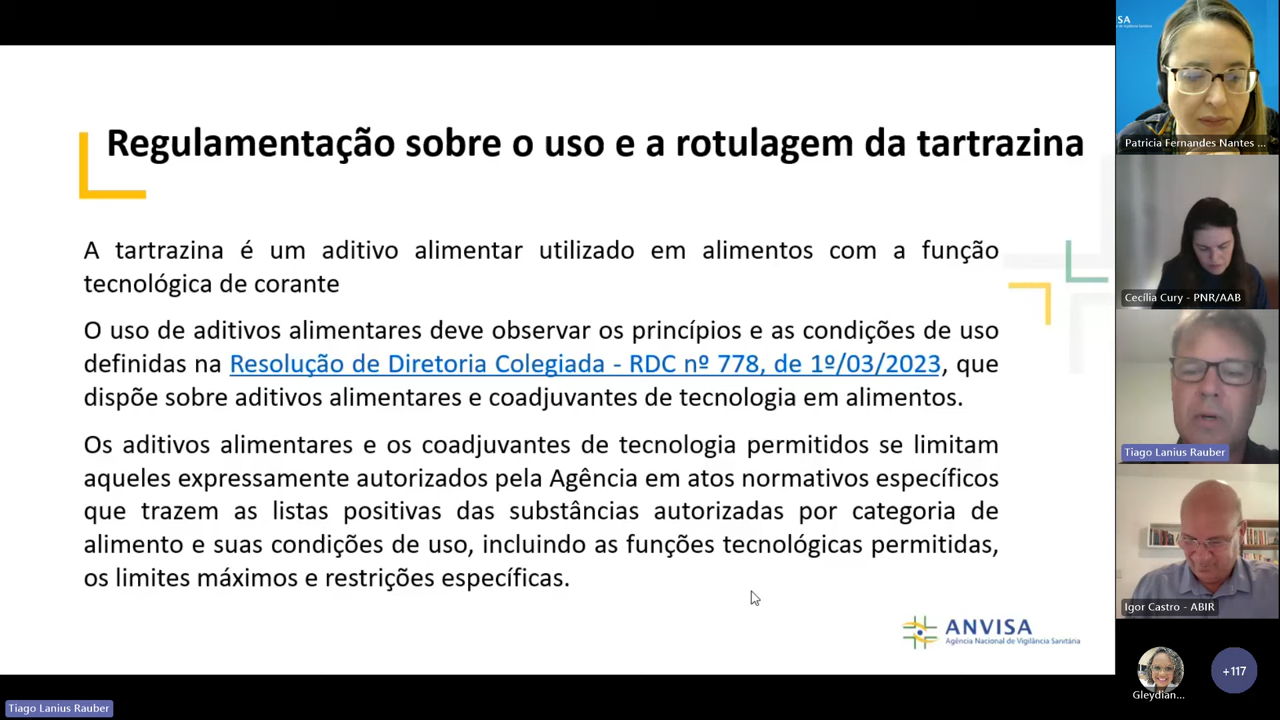 Regulamentação sobre o uso e a rotulagem da tartrazina
A tartrazina é um aditivo alimentar utilizado em alimentos com a função
tecnológica de corante
O uso de aditivos alimentares deve observar os princípios e as condições de uso
definidas na Resolução de Diretoria Colegiada - RDC nº 778, de 1º/03/2023, que
dispõe sobre aditivos alimentares e coadjuvantes de tecnologia em alimentos.
Os aditivos alimentares e os coadjuvantes de tecnologia permitidos se limitam
aqueles expressamente autorizados pela Agência em atos normativos específicos
que trazem as listas positivas das substâncias autorizadas por categoria de
alimento e suas condições de uso, incluindo as funções tecnológicas permitidas,
os limites máximos e restrições específicas.
ANVISA
Agência Nacional de Vigilância Sanitária
SA
Patricia Fernandes Nantes ...
Cecília Cury - PNR/AAB
Tiago Lanius Rauber
Igor Castro - ABIR
Gleydian...
+117
Tiago Lanius Rauber